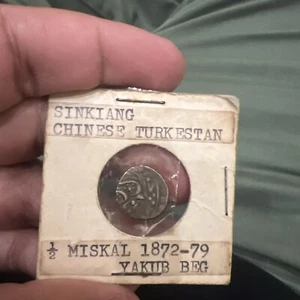 SINKIANG
CHINESE TURKESTAN
½ MISKAL 1872-79
YAKUB BEG